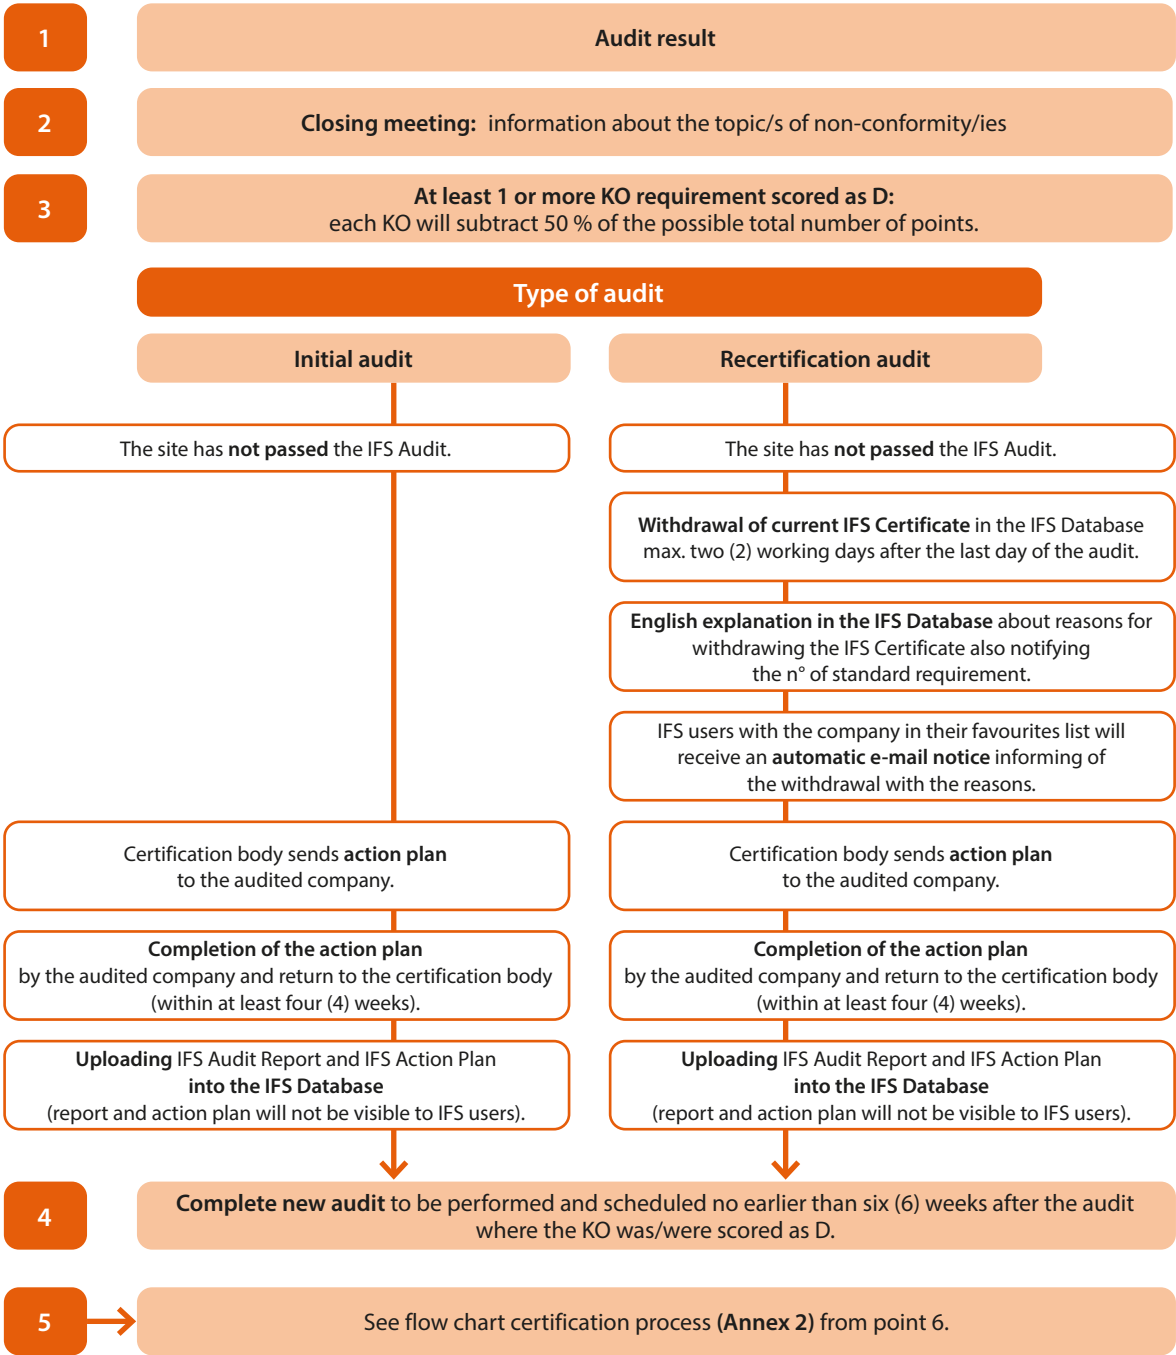 1
Audit result
2
Closing meeting: information about the topic/s of non-conformity/ies
3
At least 1 or more KO requirement scored as D:
each KO will subtract 50 % of the possible total number of points.
Type of audit
Initial audit
The site has not passed the IFS Audit.
Certification body sends action plan
to the audited company.
Completion of the action plan
by the audited company and return to the certification body
(within at least four (4) weeks).
Uploading IFS Audit Report and IFS Action Plan
into the IFS Database
(report and action plan will not be visible to IFS users).
Recertification audit
The site has not passed the IFS Audit.
Withdrawal of current IFS Certificate in the IFS Database
max. two (2) working days after the last day of the audit.
English explanation in the IFS Database about reasons for
withdrawing the IFS Certificate also notifying
the n° of standard requirement.
IFS users with the company in their favourites list will
receive an automatic e-mail notice informing of
the withdrawal with the reasons.
Certification body sends action plan
to the audited company.
Completion of the action plan
by the audited company and return to the certification body
(within at least four (4) weeks).
Uploading IFS Audit Report and IFS Action Plan
into the IFS Database
(report and action plan will not be visible to IFS users).
4
Complete new audit to be performed and scheduled no earlier than six (6) weeks after the audit
where the KO was/were scored as D.
5
See flow chart certification process (Annex 2) from point 6.